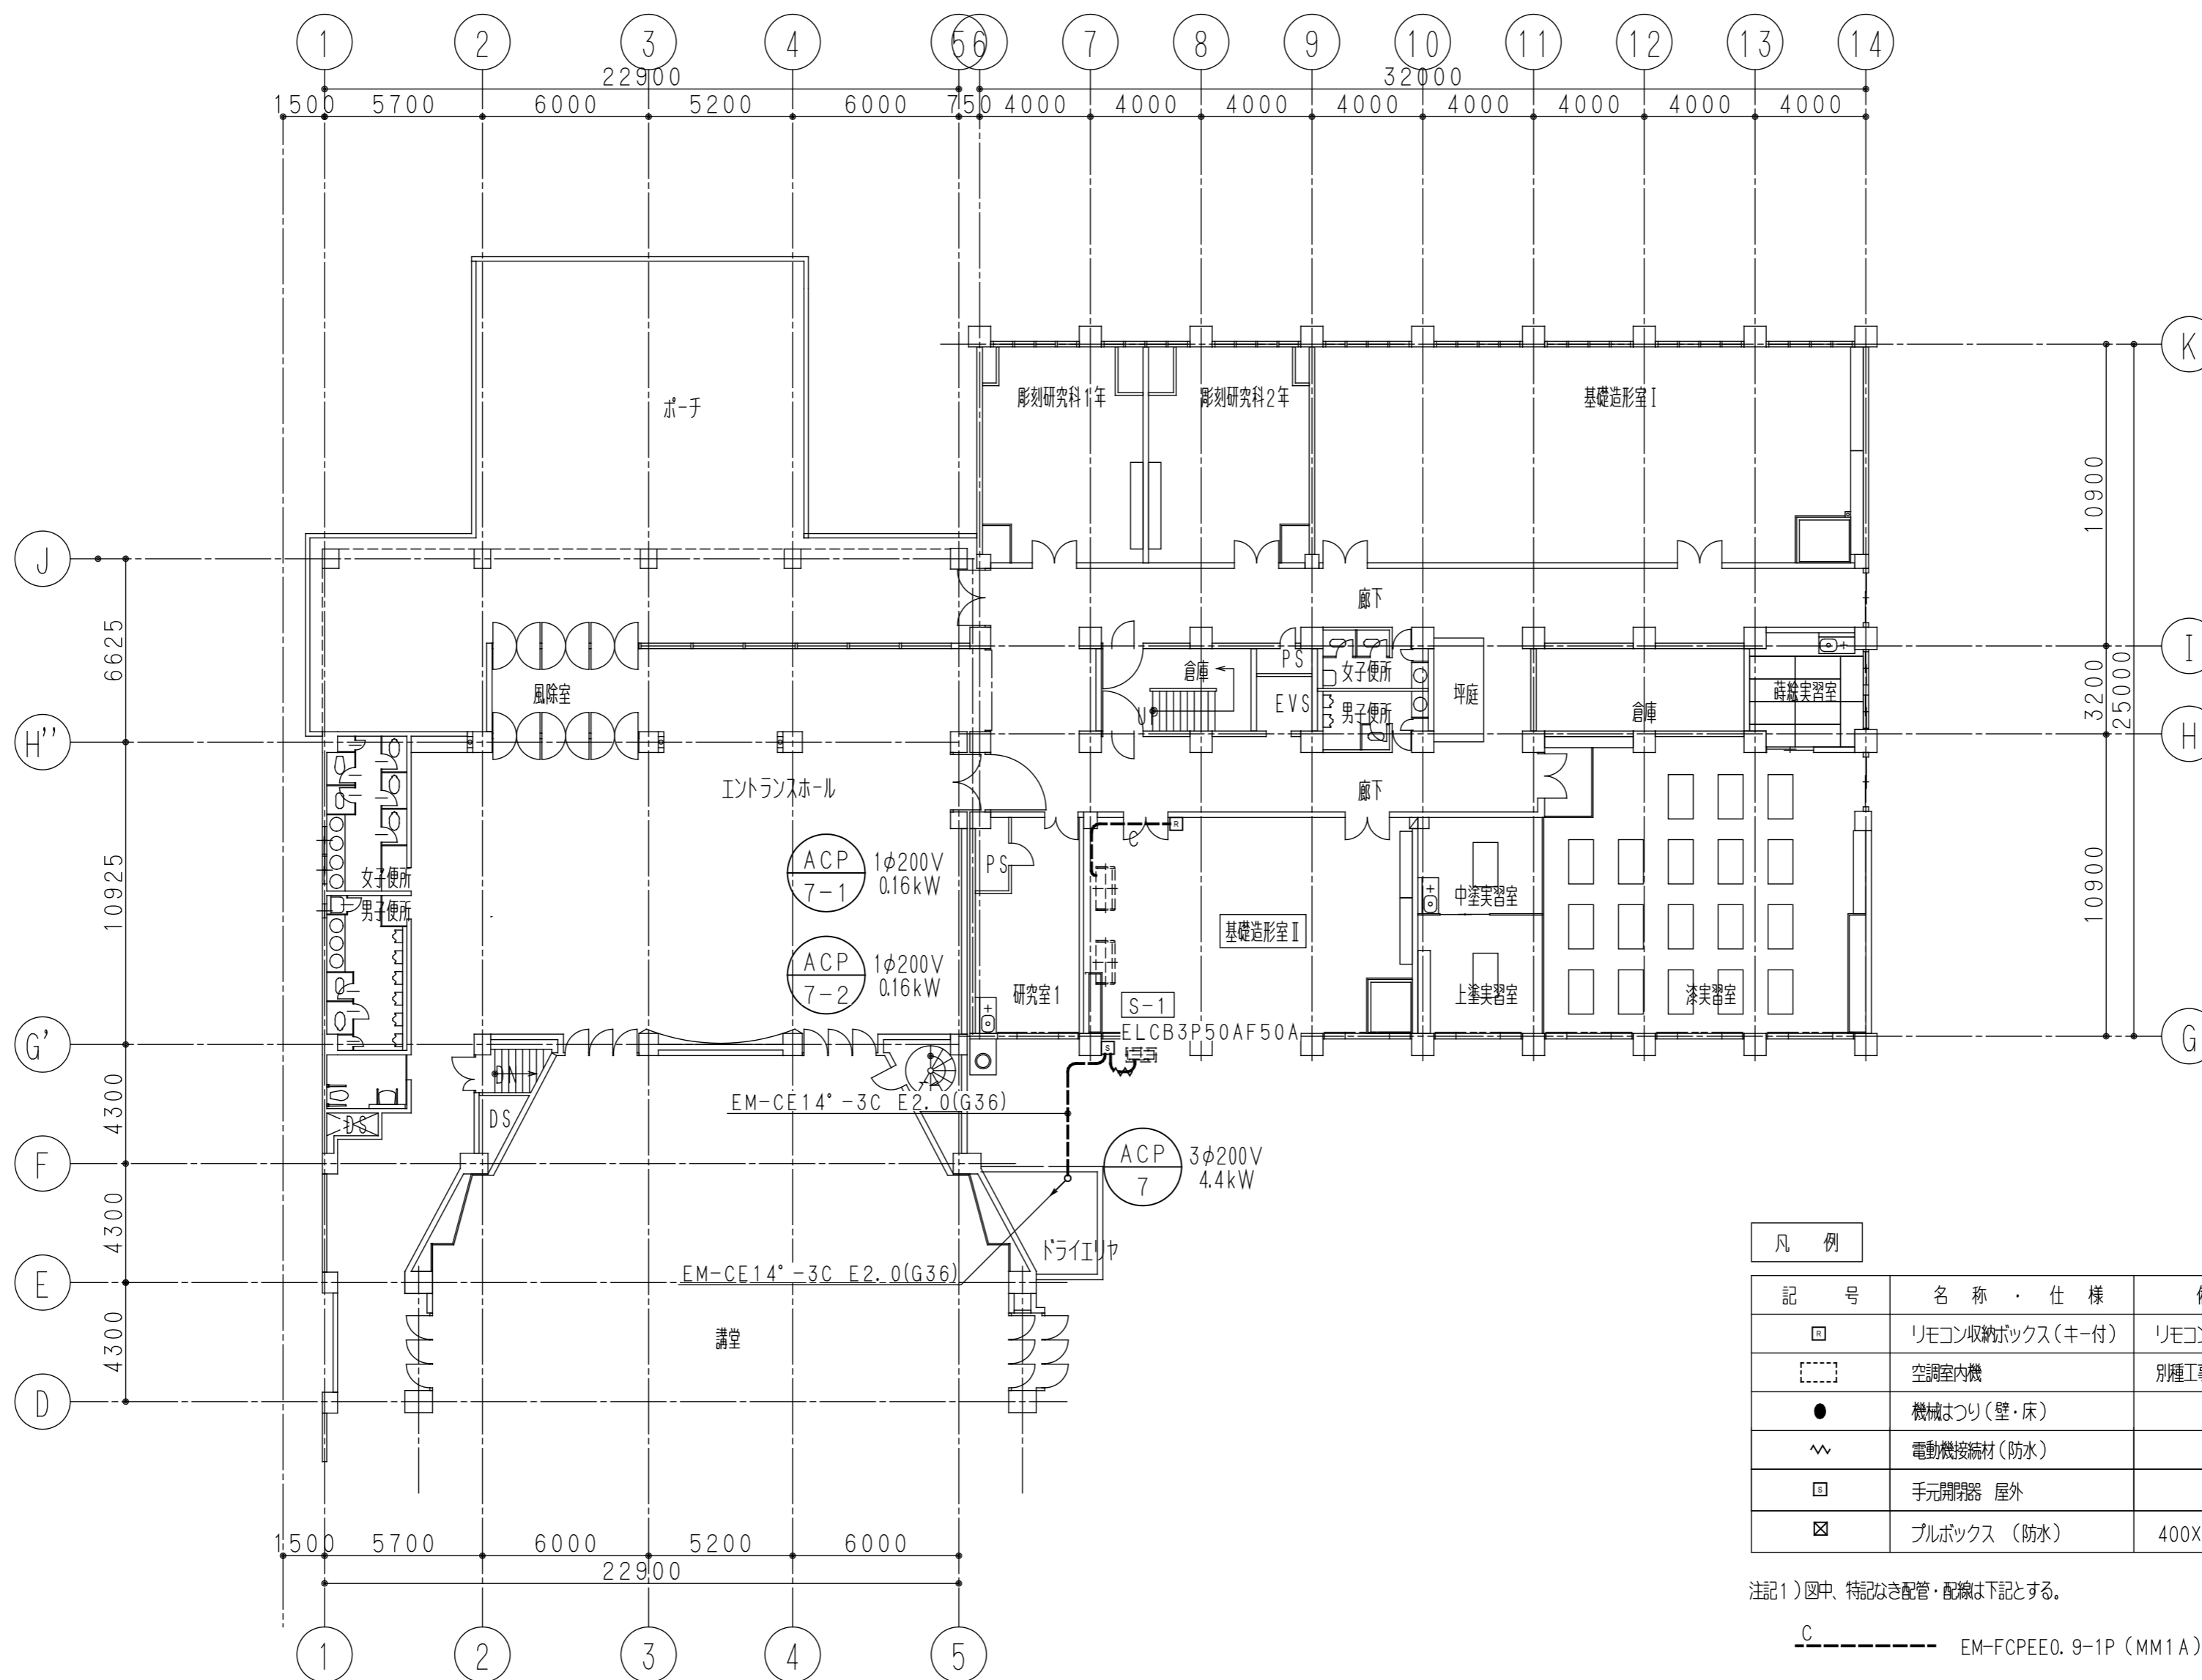 1 2 3 4 5 6 7 8 9 10 11 12 13 14
22900 32000
1500 5700 6000 5200 6000 750 4000 4000 4000 4000 4000 4000 4000 4000
K
ポーチ
彫刻研究科1年 彫刻研究科2年 基礎造形室Ⅰ
10900
J
廊下
6625
I
風除室
倉庫
PS
女子便所
UP
EVS
男子便所
坪庭
倉庫
蒔絵実習室
3200
25000
H''
H
エントランスホール
廊下
C
R
10925
女子便所
男子便所
ACP
7-1
1φ200V
0.16kW
PS
中塗実習室
10900
基礎造形室Ⅱ
ACP
7-2
1φ200V
0.16kW
研究室1
S-1
上塗実習室
漆実習室
ELCB3P50AF50A
G'
G
S
DN
EM-CE14°-3C E2.0(G36)
4300
DS
DS
F
ACP
7
3φ200V
4.4kW
4300
ドライエリヤ
E
EM-CE14°-3C E2.0(G36)
4300
講堂
D
凡 例
記 号 名 称 ・ 仕 様
R リモコン収納ボックス(キー付) リモコン
空調室内機 別種工事
機械はつり(壁・床)
電動機接続材(防水)
S 手元開閉器 屋外
プルボックス (防水) 400X
1500 5700 6000 5200 6000
22900
注記1)図中、特記なき配管・配線は下記とする。
C EM-FCPEE0.9-1P (MM1A)
1 2 3 4 5